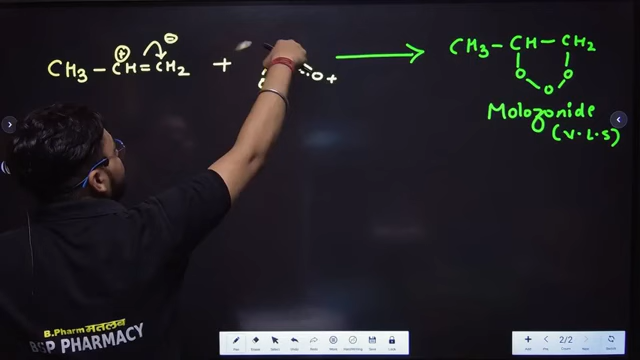 CH3 – CH = CH2 + O +
⊕ ⊖
CH3 – CH – CH2
O O
O
Molozonide
(V.L.S)
B.Pharm मतलब
BSP PHARMACY
2/2